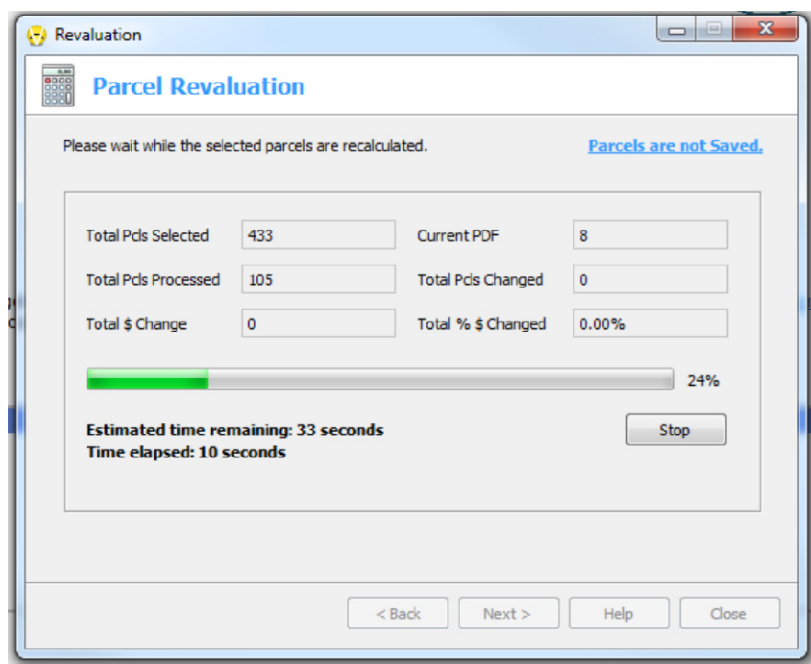 Revaluation
Parcel Revaluation
Please wait while the selected parcels are recalculated. Parcels are not Saved.
Total Pcls Selected 433 Current PDF 8
Total Pcls Processed 105 Total Pcls Changed 0
Total $ Change 0 Total % $ Changed 0.00%
24%
Estimated time remaining: 33 seconds
Stop
Time elapsed: 10 seconds
< Back Next > Help Close